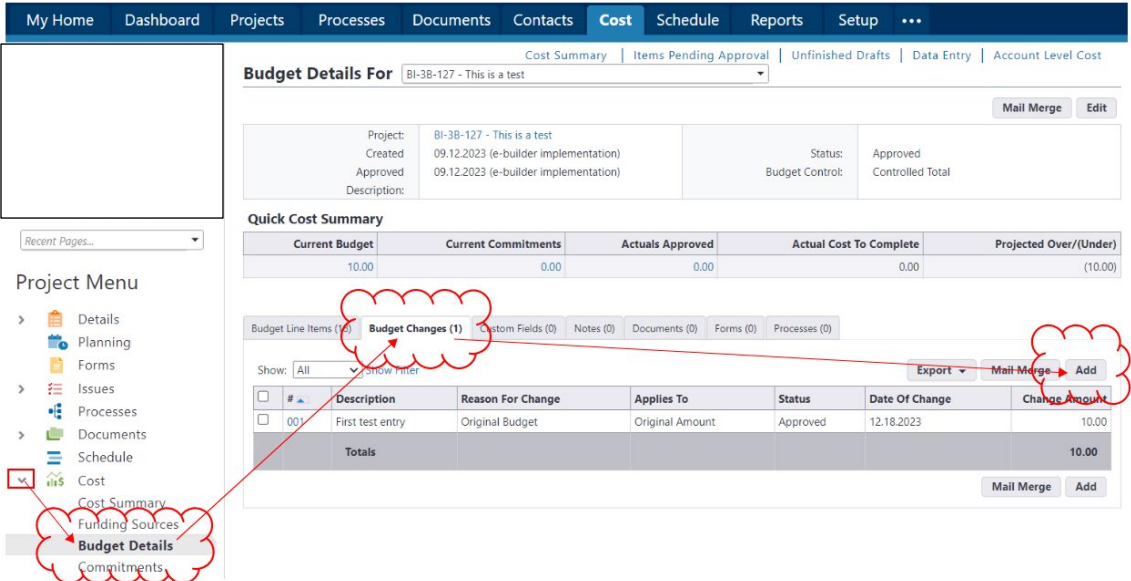 My Home Dashboard Projects Processes Documents Contacts Cost Schedule Reports Setup •••
Cost Summary | Items Pending Approval | Unfinished Drafts | Data Entry | Account Level Cost
Budget Details For BI-3B-127 - This is a test
Mail Merge Edit
Project: BI-3B-127 - This is a test
Created 09.12.2023 (e-builder implementation) Status: Approved
Approved 09.12.2023 (e-builder implementation) Budget Control: Controlled Total
Description:
Quick Cost Summary
Current Budget Current Commitments Actuals Approved Actual Cost To Complete Projected Over/(Under)
10.00 0.00 0.00 0.00 (10.00)
Budget Line Items Budget Changes (1) Custom Fields (0) Notes (0) Documents (0) Forms (0) Processes (0)
Show: All Show Filter Export Mail Merge Add
# Description Reason For Change Applies To Status Date Of Change Change Amount
001 First test entry Original Budget Original Amount Approved 12.18.2023 10.00
Totals 10.00
Mail Merge Add
Recent Pages...
Project Menu
Details
Planning
Forms
Issues
Processes
Documents
Schedule
Cost
Cost Summary
Funding Sources
Budget Details
Commitments